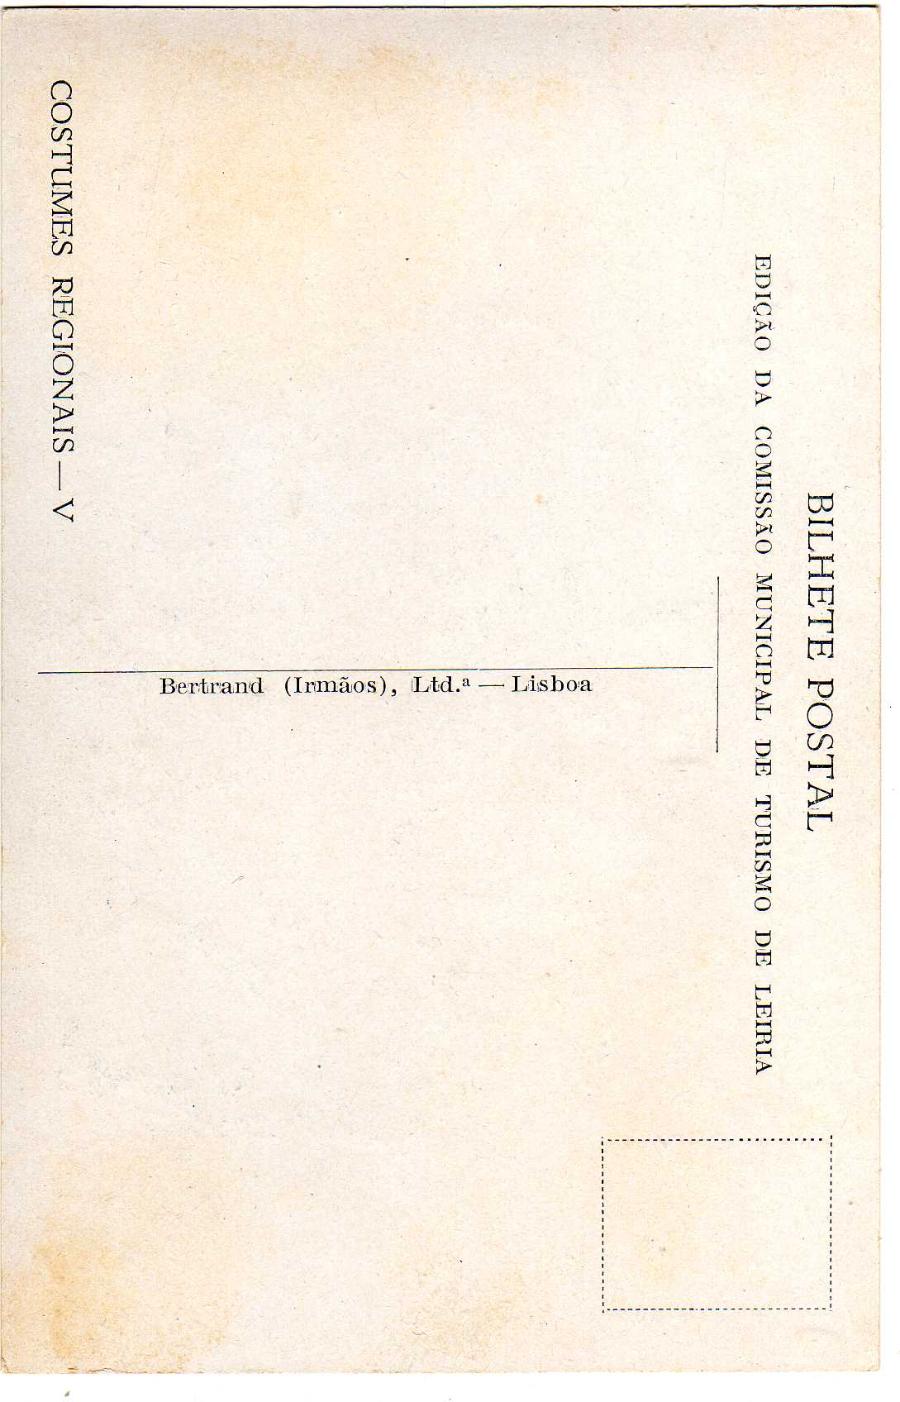 BILHETE POSTAL
EDIÇÃO DA COMISSÃO MUNICIPAL DE TURISMO DE LEIRIA
Bertrand (Irmãos), Ltd.ª — Lisboa
COSTUMES REGIONAIS — V